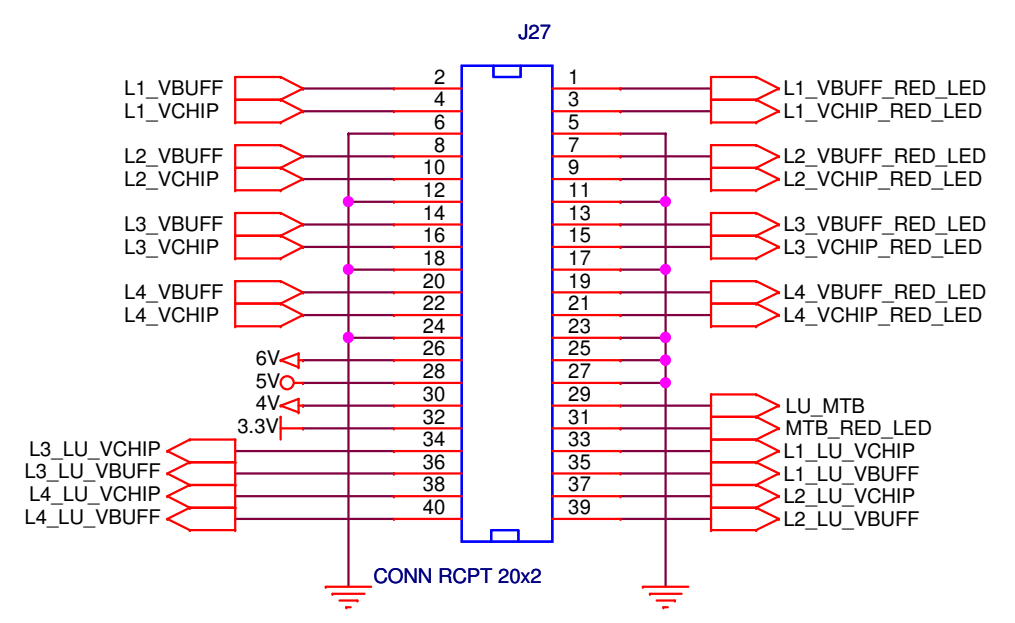 J27
L1_VBUFF 2 1 L1_VBUFF_RED_LED
L1_VCHIP 4 3 L1_VCHIP_RED_LED
6 5
L2_VBUFF 8 7 L2_VBUFF_RED_LED
L2_VCHIP 10 9 L2_VCHIP_RED_LED
12 11
L3_VBUFF 14 13 L3_VBUFF_RED_LED
L3_VCHIP 16 15 L3_VCHIP_RED_LED
18 17
L4_VBUFF 20 19 L4_VBUFF_RED_LED
L4_VCHIP 22 21 L4_VCHIP_RED_LED
24 23
6V 26 25
5V 28 27
4V 30 29 LU_MTB
3.3V 32 31 MTB_RED_LED
L3_LU_VCHIP 34 33 L1_LU_VCHIP
L3_LU_VBUFF 36 35 L1_LU_VBUFF
L4_LU_VCHIP 38 37 L2_LU_VCHIP
L4_LU_VBUFF 40 39 L2_LU_VBUFF
CONN RCPT 20x2